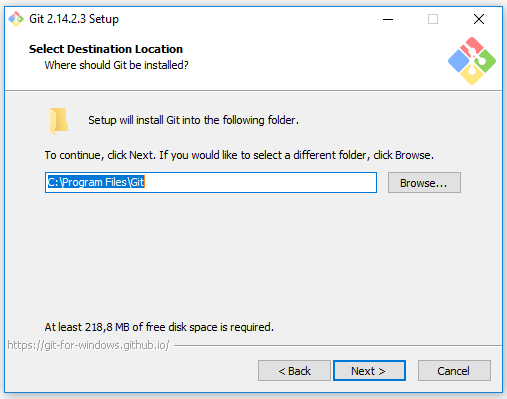 Git 2.14.2.3 Setup
Select Destination Location
Where should Git be installed?
Setup will install Git into the following folder.
To continue, click Next. If you would like to select a different folder, click Browse.
C:\Program Files\Git
Browse...
At least 218,8 MB of free disk space is required.
https://git-for-windows.github.io/
< Back
Next >
Cancel